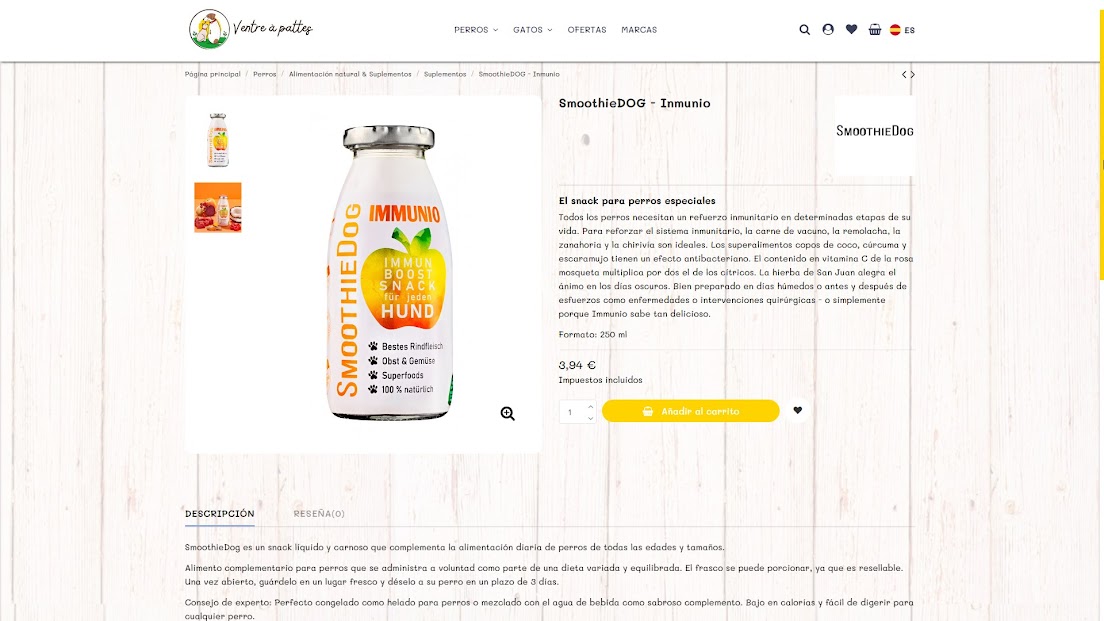 Ventre à pattes
PERROS
GATOS
OFERTAS
MARCAS
ES
Página principal / Perros / Alimentación natural & Suplementos / Suplementos / SmoothieDOG - Inmunio
SmoothieDOG - Inmunio
SMOOTHIEDOG
SMOOTHIEDOG
IMMUNIO
IMMUN
BOOST
SNACK
für jeden
HUND
Bestes Rindfleisch
Obst & Gemüse
Superfoods
100 % natürlich
El snack para perros especiales
Todos los perros necesitan un refuerzo inmunitario en determinadas etapas de su
vida. Para reforzar el sistema inmunitario, la carne de vacuno, la remolacha, la
zanahoria y la chirivía son ideales. Los superalimentos copos de coco, cúrcuma y
escaramujo tienen un efecto antibacteriano. El contenido en vitamina C de la rosa
mosqueta multiplica por dos el de los cítricos. La hierba de San Juan alegra el
ánimo en los días oscuros. Bien preparado en días húmedos o antes y después de
esfuerzos como enfermedades o intervenciones quirúrgicas - o simplemente
porque Immunio sabe tan delicioso.
Formato: 250 ml
3,94 €
Impuestos incluidos
1
Añadir al carrito
DESCRIPCIÓN
RESEÑA(0)
SmoothieDog es un snack líquido y carnoso que complementa la alimentación diaria de perros de todas las edades y tamaños.
Alimento complementario para perros que se administra a voluntad como parte de una dieta variada y equilibrada. El frasco se puede porcionar, ya que es resellable.
Una vez abierto, guárdelo en un lugar fresco y déselo a su perro en un plazo de 3 días.
Consejo de experto: Perfecto congelado como helado para perros o mezclado con el agua de bebida como sabroso complemento. Bajo en calorías y fácil de digerir para
cualquier perro.